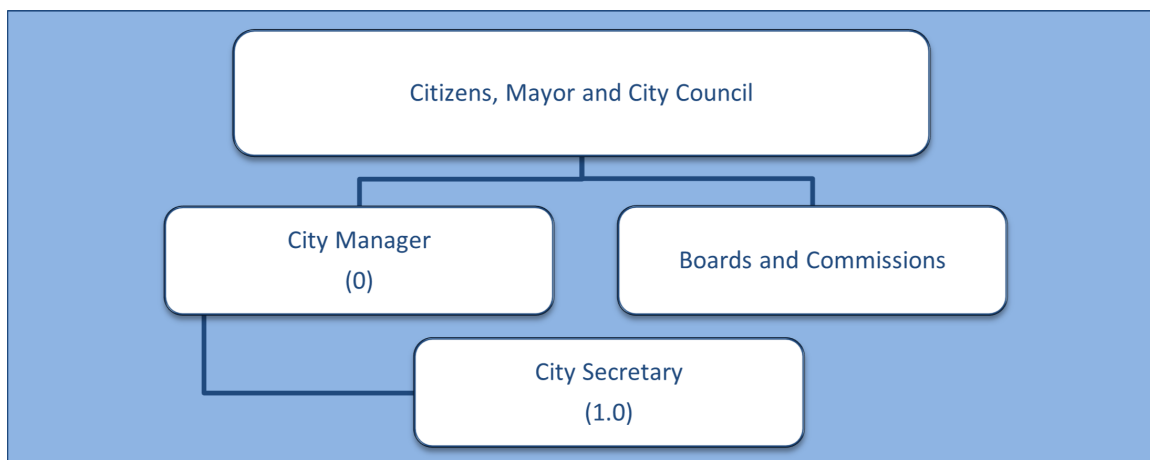 Citizens, Mayor and City Council
City Manager
(0)
Boards and Commissions
City Secretary
(1.0)